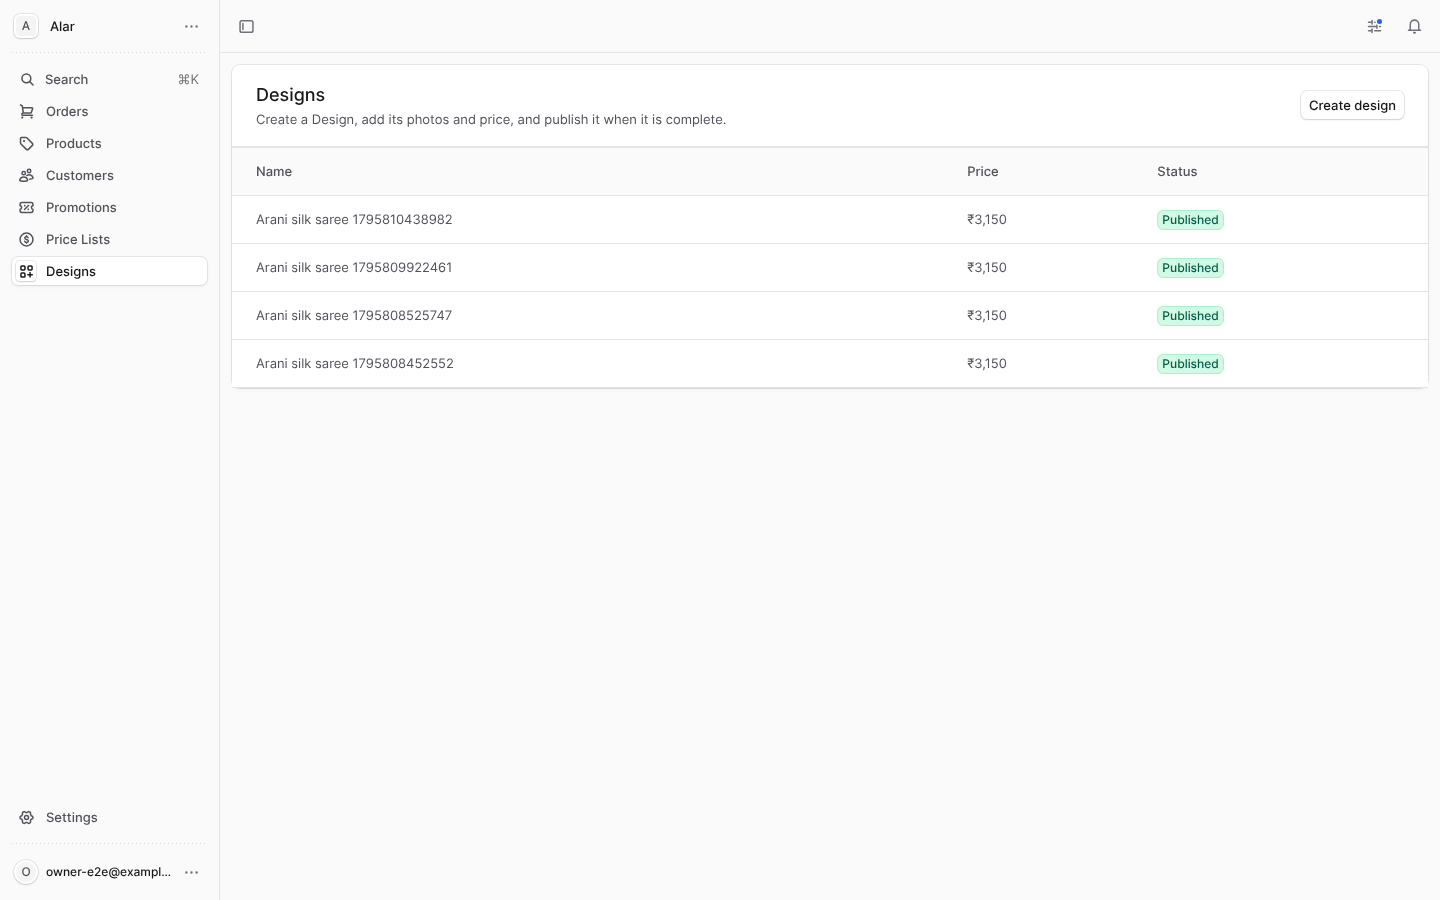 A Alar
Search ⌘K
Orders
Products
Customers
Promotions
Price Lists
Designs
Settings
O owner-e2e@exampl...
Designs
Create a Design, add its photos and price, and publish it when it is complete.
Create design
Name Price Status
Arani silk saree 1795810438982 ₹3,150 Published
Arani silk saree 1795809922461 ₹3,150 Published
Arani silk saree 1795808525747 ₹3,150 Published
Arani silk saree 1795808452552 ₹3,150 Published